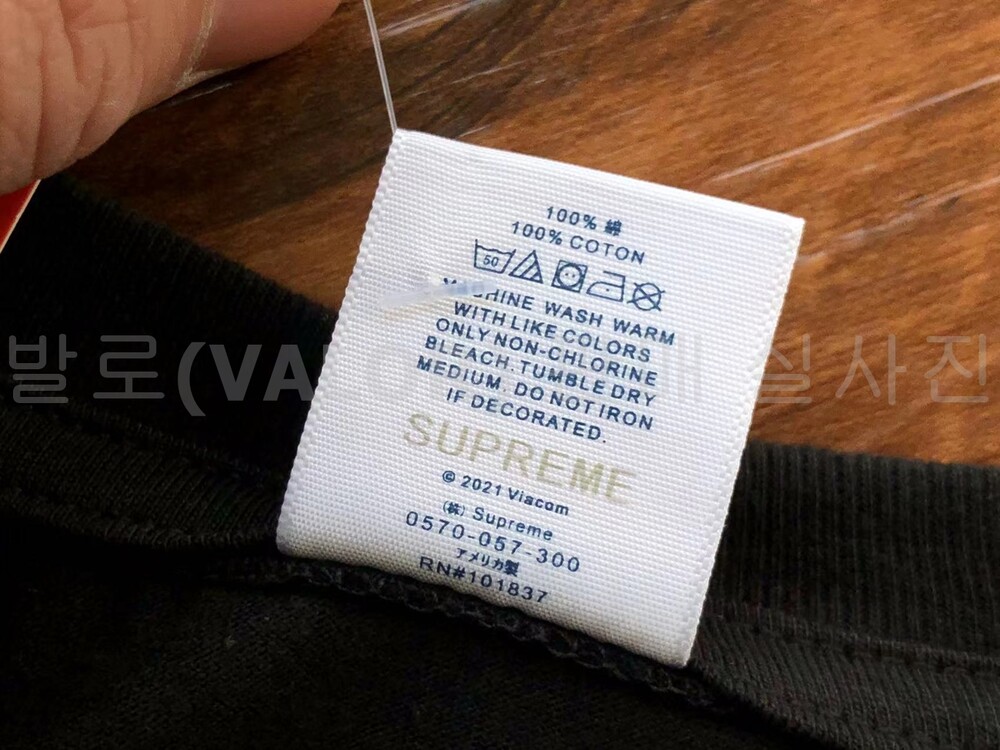 100% 綿
100% COTON
50
MACHINE WASH WARM
WITH LIKE COLORS
ONLY NON-CHLORINE
BLEACH. TUMBLE DRY
MEDIUM. DO NOT IRON
IF DECORATED.
SUPREME
© 2021 Viacom
(株) Supreme
0570-057-300
アメリカ製
RN#101837
발로(VA 실사진